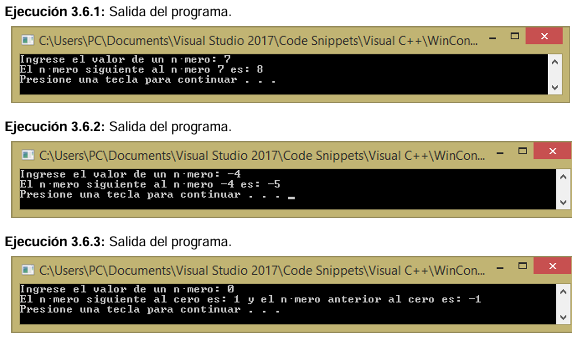 Ejecución 3.6.1: Salida del programa.
C:\Users\PC\Documents\Visual Studio 2017\Code Snippets\Visual C++\WinCon...
Ingrese el valor de un n·mero: 7
El n·mero siguiente al n·mero 7 es: 8
Presione una tecla para continuar . . .
Ejecución 3.6.2: Salida del programa.
C:\Users\PC\Documents\Visual Studio 2017\Code Snippets\Visual C++\WinCon...
Ingrese el valor de un n·mero: -4
El n·mero siguiente al n·mero -4 es: -5
Presione una tecla para continuar . . . _
Ejecución 3.6.3: Salida del programa.
C:\Users\PC\Documents\Visual Studio 2017\Code Snippets\Visual C++\WinCon...
Ingrese el valor de un n·mero: 0
El n·mero siguiente al cero es: 1 y el n·mero anterior al cero es: -1
Presione una tecla para continuar . . .